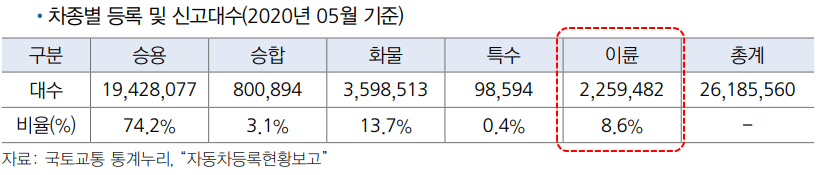 • 차종별 등록 및 신고대수(2020년 05월 기준)
구분 승용 승합 화물 특수 이륜 총계
대수 19,428,077 800,894 3,598,513 98,594 2,259,482 26,185,560
비율(%) 74.2% 3.1% 13.7% 0.4% 8.6% –
자료: 국토교통 통계누리, “자동차등록현황보고”